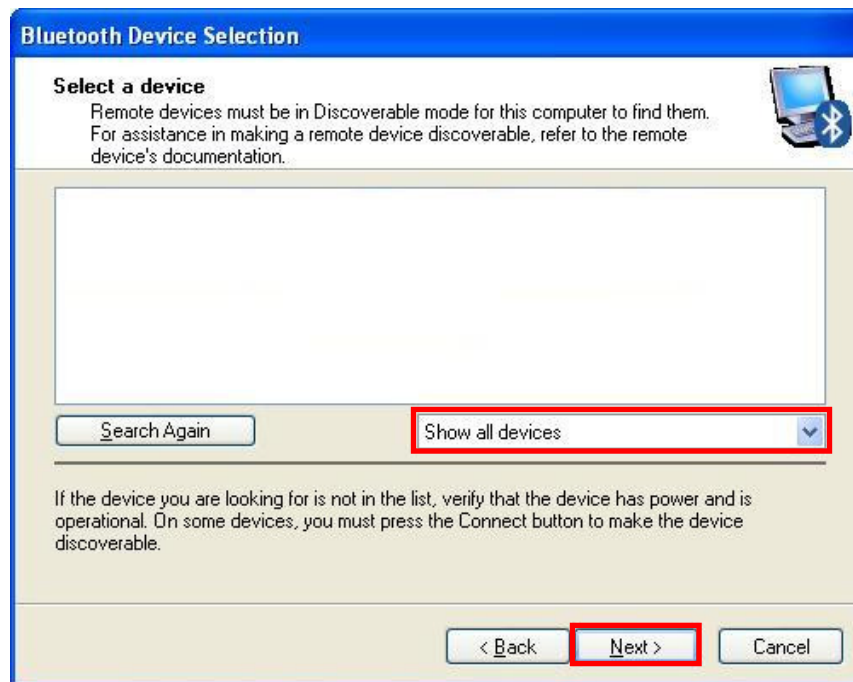 Bluetooth Device Selection
Select a device
Remote devices must be in Discoverable mode for this computer to find them.
For assistance in making a remote device discoverable, refer to the remote
device's documentation.
Search Again
Show all devices
If the device you are looking for is not in the list, verify that the device has power and is
operational. On some devices, you must press the Connect button to make the device
discoverable.
< Back
Next >
Cancel